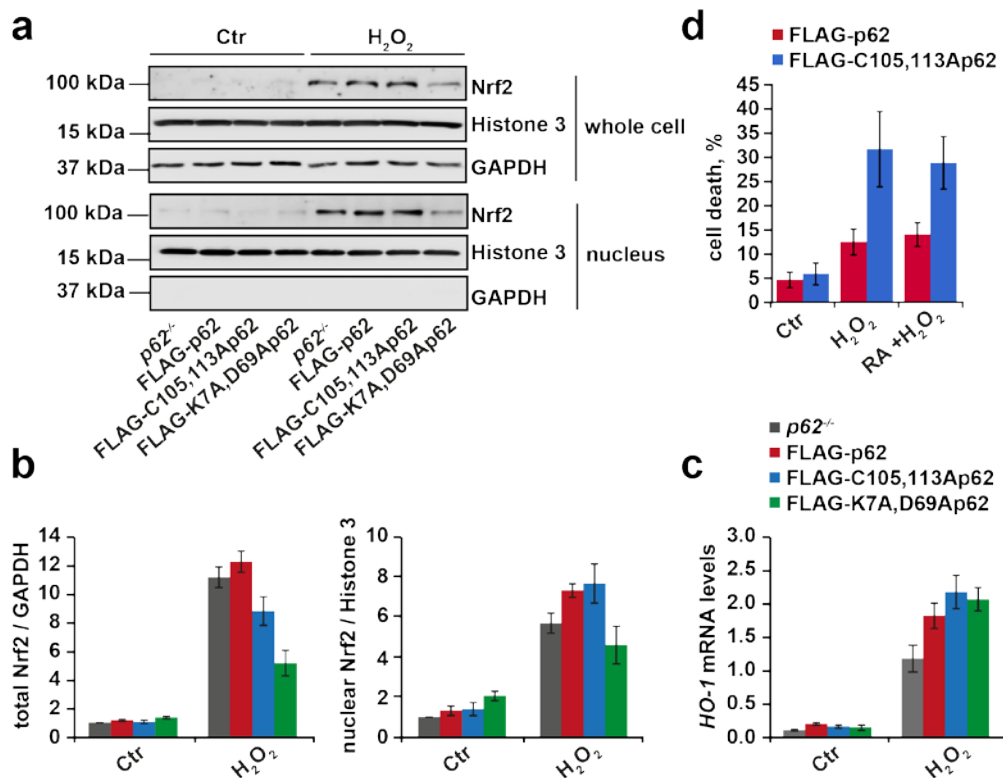 a
Ctr H₂O₂
100 kDa Nrf2
15 kDa Histone 3 whole cell
37 kDa GAPDH
100 kDa Nrf2
15 kDa Histone 3 nucleus
37 kDa GAPDH
p62⁻/⁻
FLAG-p62
FLAG-C105,113Ap62
FLAG-K7A,D69Ap62
p62⁻/⁻
FLAG-p62
FLAG-C105,113Ap62
FLAG-K7A,D69Ap62
d
FLAG-p62
FLAG-C105,113Ap62
cell death, %
45
40
35
30
25
20
15
10
5
0
Ctr
H₂O₂
RA +H₂O₂
b
total Nrf2 / GAPDH
14
12
10
8
6
4
2
0
Ctr H₂O₂
nuclear Nrf2 / Histone 3
10
8
6
4
2
0
Ctr H₂O₂
p62⁻/⁻
FLAG-p62
FLAG-C105,113Ap62
FLAG-K7A,D69Ap62
c
HO-1 mRNA levels
3.0
2.5
2.0
1.5
1.0
0.5
0.0
Ctr H₂O₂